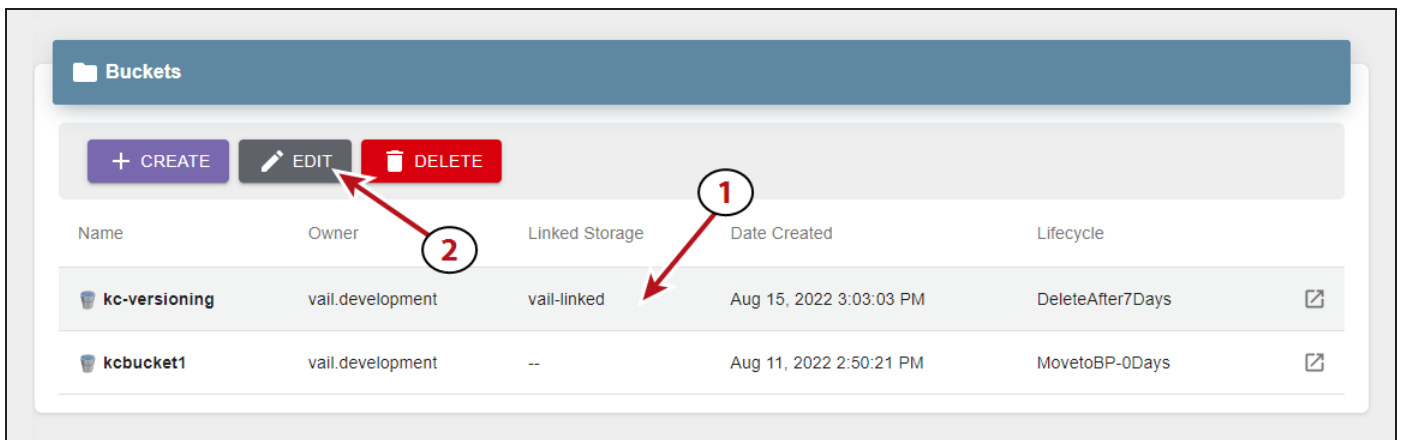 Buckets
+ CREATE EDIT DELETE
1
2
Name Owner Linked Storage Date Created Lifecycle
kc-versioning vail.development vail-linked Aug 15, 2022 3:03:03 PM DeleteAfter7Days
kcbucket1 vail.development -- Aug 11, 2022 2:50:21 PM MovetoBP-0Days